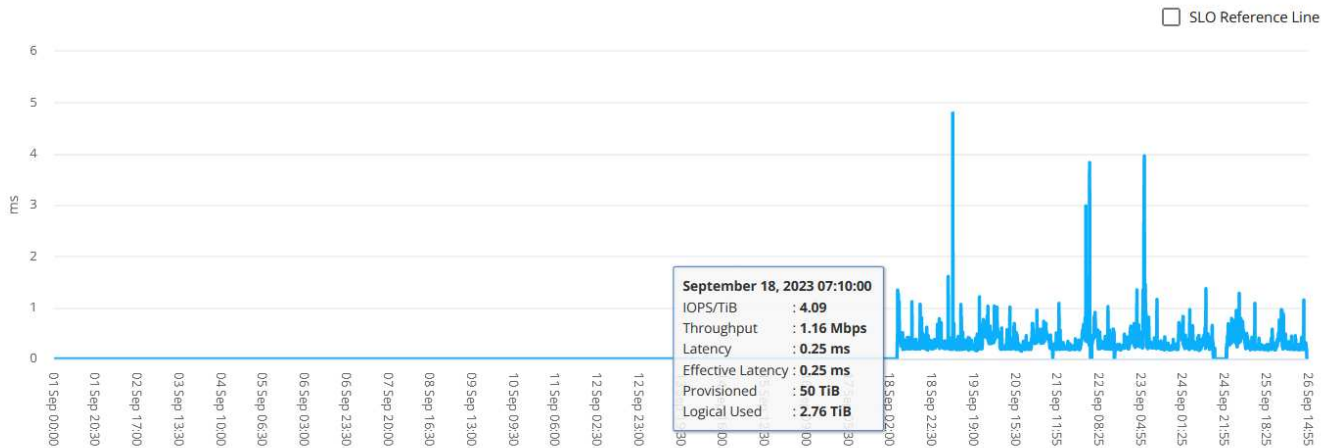 SLO Reference Line
6
5
4
3
2
1
0
ms
September 18, 2023 07:10:00
IOPS/TiB : 4.09
Throughput : 1.16 Mbps
Latency : 0.25 ms
Effective Latency : 0.25 ms
Provisioned : 50 TiB
Logical Used : 2.76 TiB
01 Sep 00:00
01 Sep 20:30
02 Sep 17:00
03 Sep 13:30
04 Sep 10:00
05 Sep 06:30
06 Sep 03:00
06 Sep 23:30
07 Sep 20:00
08 Sep 16:30
09 Sep 13:00
10 Sep 09:30
11 Sep 06:00
12 Sep 02:30
12 Sep 23:00
18 Sep 02:00
18 Sep 22:30
19 Sep 19:00
20 Sep 15:30
21 Sep 11:55
22 Sep 08:25
23 Sep 04:55
24 Sep 01:25
24 Sep 21:55
25 Sep 18:25
26 Sep 14:55